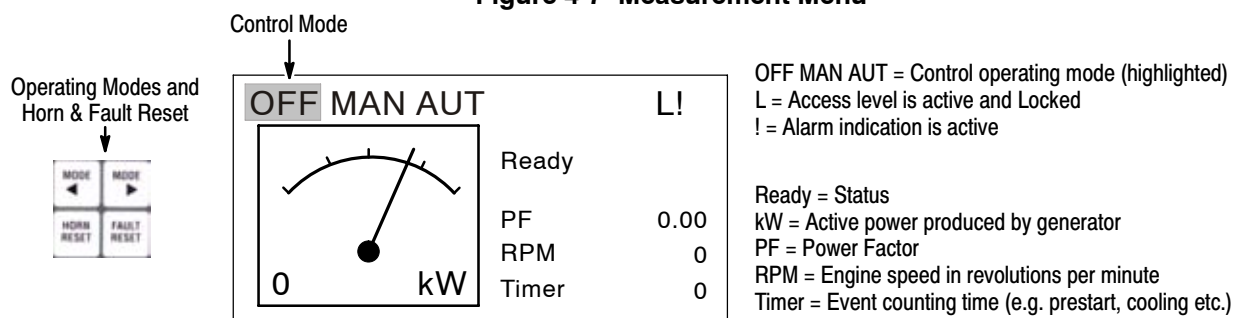 Figure 4-7 Measurement Menu
Control Mode
Operating Modes and
Horn & Fault Reset
MODE
MODE
HORN
RESET
FAULT
RESET
OFF MAN AUT L!
Ready
PF 0.00
RPM 0
Timer 0
0 kW
OFF MAN AUT = Control operating mode (highlighted)
L = Access level is active and Locked
! = Alarm indication is active
Ready = Status
kW = Active power produced by generator
PF = Power Factor
RPM = Engine speed in revolutions per minute
Timer = Event counting time (e.g. prestart, cooling etc.)